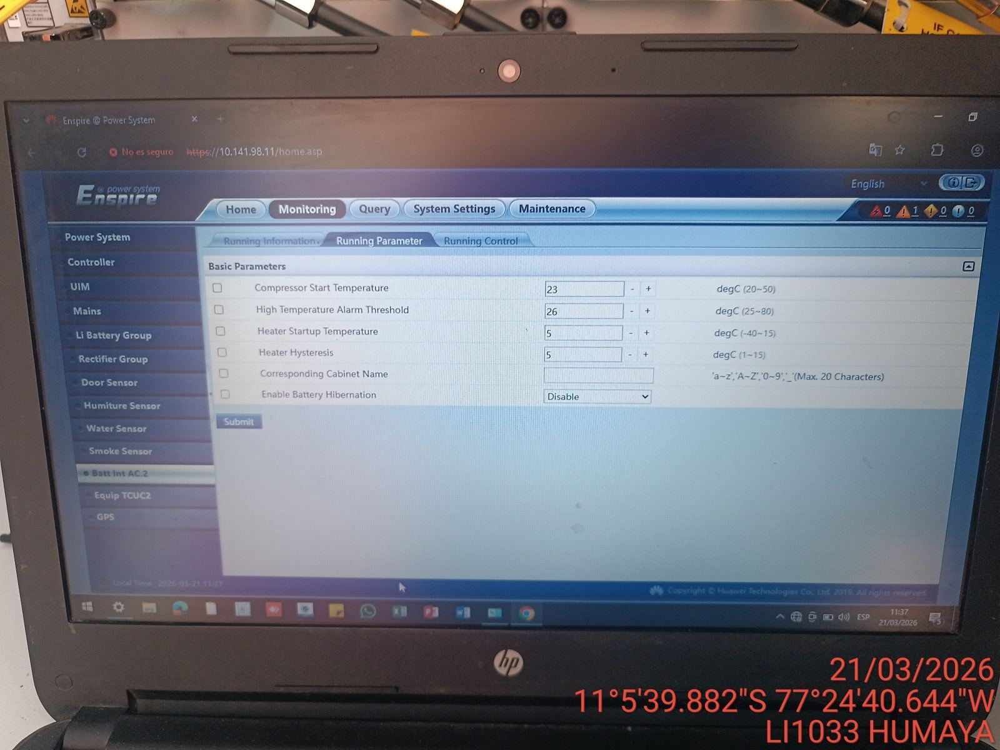 IF O
Enspire @ Power System
No es seguro https://10.141.98.11/home.asp
@ power system
Enspire
English
Home Monitoring Query System Settings Maintenance
0 1 0 0
Power System
Controller
UIM
Mains
Li Battery Group
Rectifier Group
Door Sensor
Humiture Sensor
Water Sensor
Smoke Sensor
Batt Int AC.2
Equip TCUC2
GPS
Running Information Running Parameter Running Control
Basic Parameters
Compressor Start Temperature 23 - + degC (20~50)
High Temperature Alarm Threshold 26 - + degC (25~80)
Heater Startup Temperature 5 - + degC (-40~15)
Heater Hysteresis 5 - + degC (1~15)
Corresponding Cabinet Name 'a~z','A~Z','0~9','_'(Max. 20 Characters)
Enable Battery Hibernation Disable
Submit
Local Time 2026-03-21 11:37
Copyright © Huawei Technologies Co., Ltd. 2019. All rights reserved.
ESP
11:37
21/03/2026
hp
21/03/2026
11°5'39.882"S 77°24'40.644"W
LI1033 HUMAYA